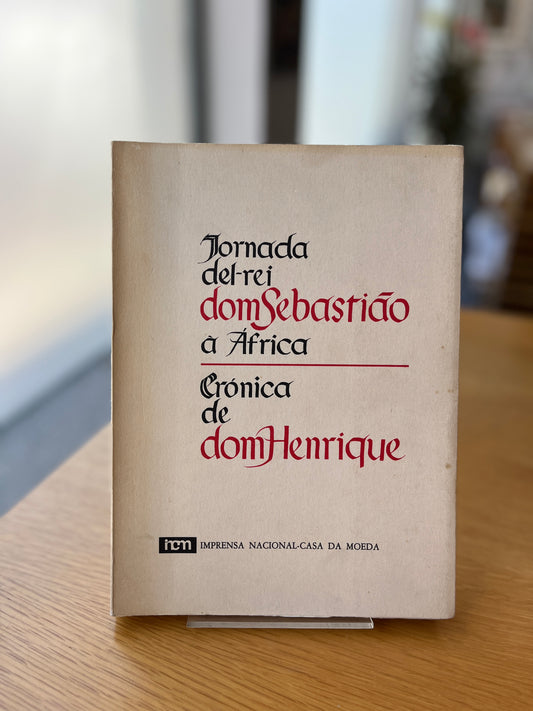 Jornada
del-rei
dom Sebastião
à África
Crónica
de
dom Henrique
incm IMPRENSA NACIONAL-CASA DA MOEDA